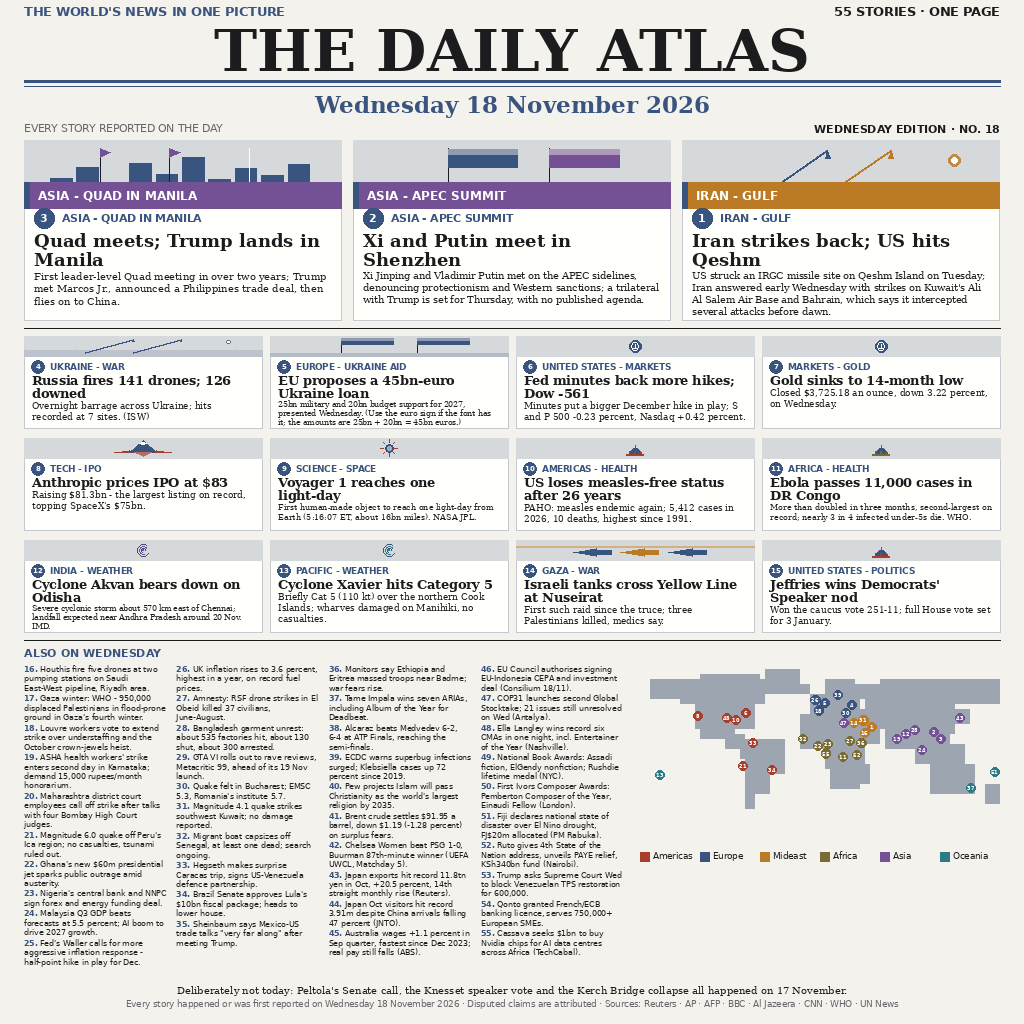 THE WORLD'S NEWS IN ONE PICTURE
55 STORIES · ONE PAGE
THE DAILY ATLAS
Wednesday 18 November 2026
EVERY STORY REPORTED ON THE DAY
WEDNESDAY EDITION · NO. 18
ASIA - QUAD IN MANILA
3 ASIA - QUAD IN MANILA
Quad meets; Trump lands in
Manila
First leader-level Quad meeting in over two years; Trump
met Marcos Jr., announced a Philippines trade deal, then
flies on to China.
ASIA - APEC SUMMIT
2 ASIA - APEC SUMMIT
Xi and Putin meet in
Shenzhen
Xi Jinping and Vladimir Putin met on the APEC sidelines,
denouncing protectionism and Western sanctions; a trilateral
with Trump is set for Thursday, with no published agenda.
IRAN - GULF
1 IRAN - GULF
Iran strikes back; US hits
Qeshm
US struck an IRGC missile site on Qeshm Island on Tuesday;
Iran answered early Wednesday with strikes on Kuwait's Ali
Al Salem Air Base and Bahrain, which says it intercepted
several attacks before dawn.
4 UKRAINE - WAR
Russia fires 141 drones; 126
downed
Overnight barrage across Ukraine; hits
recorded at 7 sites. (ISW)
5 EUROPE - UKRAINE AID
EU proposes a 45bn-euro
Ukraine loan
25bn military and 20bn budget support for 2027,
presented Wednesday. (Use the euro sign if the font has
it; the amounts are 25bn + 20bn = 45bn euros.)
6 UNITED STATES - MARKETS
Fed minutes back more hikes;
Dow -561
Minutes put a bigger December hike in play; S
and P 500 -0.23 percent, Nasdaq +0.42 percent.
7 MARKETS - GOLD
Gold sinks to 14-month low
Closed $3,725.18 an ounce, down 3.22 percent,
on Wednesday.
8 TECH - IPO
Anthropic prices IPO at $83
Raising $81.3bn - the largest listing on record,
topping SpaceX's $75bn.
9 SCIENCE - SPACE
Voyager 1 reaches one
light-day
First human-made object to reach one light-day from
Earth (5:16:07 ET, about 16bn miles). NASA JPL.
10 AMERICAS - HEALTH
US loses measles-free status
after 26 years
PAHO: measles endemic again; 5,412 cases in
2026, 10 deaths, highest since 1991.
11 AFRICA - HEALTH
Ebola passes 11,000 cases in
DR Congo
More than doubled in three months, second-largest on
record; nearly 3 in 4 infected under-5s die. WHO.
12 INDIA - WEATHER
Cyclone Akvan bears down on
Odisha
Severe cyclonic storm about 570 km east of Chennai;
landfall expected near Andhra Pradesh around 20 Nov.
IMD.
13 PACIFIC - WEATHER
Cyclone Xavier hits Category 5
Briefly Cat 5 (110 kt) over the northern Cook
Islands; wharves damaged on Manihiki, no
casualties.
14 GAZA - WAR
Israeli tanks cross Yellow Line
at Nuseirat
First such raid since the truce; three
Palestinians killed, medics say.
15 UNITED STATES - POLITICS
Jeffries wins Democrats'
Speaker nod
Won the caucus vote 251-11; full House vote set
for 3 January.
ALSO ON WEDNESDAY
16. Houthis fire five drones at two
pumping stations on Saudi
East-West pipeline, Riyadh area.
17. Gaza winter: WHO - 950,000
displaced Palestinians in flood-prone
ground in Gaza's fourth winter.
18. Louvre workers vote to extend
strike over understaffing and the
October crown-jewels heist.
19. ASHA health workers' strike
enters second day in Karnataka;
demand 15,000 rupees/month
honorarium.
20. Maharashtra district court
employees call off strike after talks
with four Bombay High Court
judges.
21. Magnitude 6.0 quake off Peru's
Ica region; no casualties, tsunami
ruled out.
22. Ghana's new $60m presidential
jet sparks public outrage amid
austerity.
23. Nigeria's central bank and NNPC
sign forex and energy funding deal.
24. Malaysia Q3 GDP beats
forecasts at 5.5 percent; AI boom to
drive 2027 growth.
25. Fed's Waller calls for more
aggressive inflation response -
half-point hike in play for Dec.
26. UK inflation rises to 3.6 percent,
highest in a year, on record fuel
prices.
27. Amnesty: RSF drone strikes in El
Obeid killed 37 civilians,
June-August.
28. Bangladesh garment unrest:
about 535 factories hit, about 130
shut, about 300 arrested.
29. GTA VI rolls out to rave reviews,
Metacritic 99, ahead of its 19 Nov
launch.
30. Quake felt in Bucharest; EMSC
5.3, Romania's institute 5.7.
31. Magnitude 4.1 quake strikes
southwest Kuwait; no damage
reported.
32. Migrant boat capsizes off
Senegal, at least one dead; search
ongoing.
33. Hegseth makes surprise
Caracas trip, signs US-Venezuela
defence partnership.
34. Brazil Senate approves Lula's
$10bn fiscal package; heads to
lower house.
35. Sheinbaum says Mexico-US
trade talks "very far along" after
meeting Trump.
36. Monitors say Ethiopia and
Eritrea massed troops near Badme;
war fears rise.
37. Tame Impala wins seven ARIAs,
including Album of the Year for
Deadbeat.
38. Alcaraz beats Medvedev 6-2,
6-4 at ATP Finals, reaching the
semi-finals.
39. ECDC warns superbug infections
surged; Klebsiella cases up 72
percent since 2019.
40. Pew projects Islam will pass
Christianity as the world's largest
religion by 2035.
41. Brent crude settles $91.95 a
barrel, down $1.19 (-1.28 percent)
on surplus fears.
42. Chelsea Women beat PSG 1-0,
Buurman 87th-minute winner (UEFA
UWCL, Matchday 5).
43. Japan exports hit record 11.8tn
yen in Oct, +20.5 percent, 14th
straight monthly rise (Reuters).
44. Japan Oct visitors hit record
3.91m despite China arrivals falling
47 percent (JNTO).
45. Australia wages +1.1 percent in
Sep quarter, fastest since Dec 2023;
real pay still falls (ABS).
46. EU Council authorises signing
EU-Indonesia CEPA and investment
deal (Consilium 18/11).
47. COP31 launches second Global
Stocktake; 21 issues still unresolved
on Wed (Antalya).
48. Ella Langley wins record six
CMAs in one night, incl. Entertainer
of the Year (Nashville).
49. National Book Awards: Assadi
fiction, ElGendy nonfiction; Rushdie
lifetime medal (NYC).
50. First Ivors Composer Awards:
Pemberton Composer of the Year,
Einaudi Fellow (London).
51. Fiji declares national state of
disaster over El Nino drought,
FJ$20m allocated (PM Rabuka).
52. Ruto gives 4th State of the
Nation address, unveils PAYE relief,
KSh340bn fund (Nairobi).
53. Trump asks Supreme Court Wed
to block Venezuelan TPS restoration
for 600,000.
54. Qonto granted French/ECB
banking licence, serves 750,000+
European SMEs.
55. Cassava seeks $1bn to buy
Nvidia chips for AI data centres
across Africa (TechCabal).
Americas
Europe
Mideast
Africa
Asia
Oceania
Deliberately not today: Peltola's Senate call, the Knesset speaker vote and the Kerch Bridge collapse all happened on 17 November.
Every story happened or was first reported on Wednesday 18 November 2026 · Disputed claims are attributed · Sources: Reuters · AP · AFP · BBC · Al Jazeera · CNN · WHO · UN News